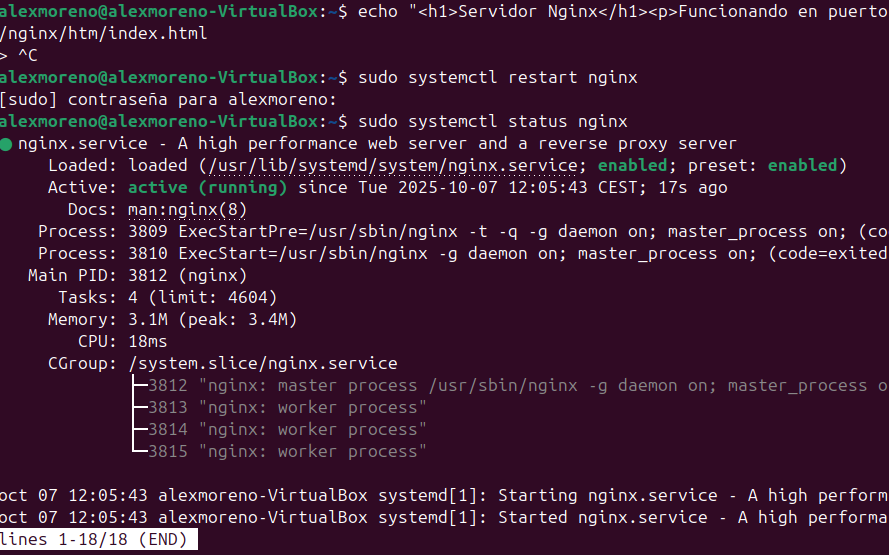 alexmoreno@alexmoreno-VirtualBox:~$ echo "<h1>Servidor Nginx</h1><p>Funcionando en puerto
/nginx/htm/index.html
> ^C
alexmoreno@alexmoreno-VirtualBox:~$ sudo systemctl restart nginx
[sudo] contraseña para alexmoreno:
alexmoreno@alexmoreno-VirtualBox:~$ sudo systemctl status nginx
● nginx.service - A high performance web server and a reverse proxy server
Loaded: loaded (/usr/lib/systemd/system/nginx.service; enabled; preset: enabled)
Active: active (running) since Tue 2025-10-07 12:05:43 CEST; 17s ago
Docs: man:nginx(8)
Process: 3809 ExecStartPre=/usr/sbin/nginx -t -q -g daemon on; master_process on; (co
Process: 3810 ExecStart=/usr/sbin/nginx -g daemon on; master_process on; (code=exited
Main PID: 3812 (nginx)
Tasks: 4 (limit: 4604)
Memory: 3.1M (peak: 3.4M)
CPU: 18ms
CGroup: /system.slice/nginx.service
├─3812 "nginx: master process /usr/sbin/nginx -g daemon on; master_process o
├─3813 "nginx: worker process"
├─3814 "nginx: worker process"
└─3815 "nginx: worker process"
oct 07 12:05:43 alexmoreno-VirtualBox systemd[1]: Starting nginx.service - A high perform
oct 07 12:05:43 alexmoreno-VirtualBox systemd[1]: Started nginx.service - A high performa
lines 1-18/18 (END)